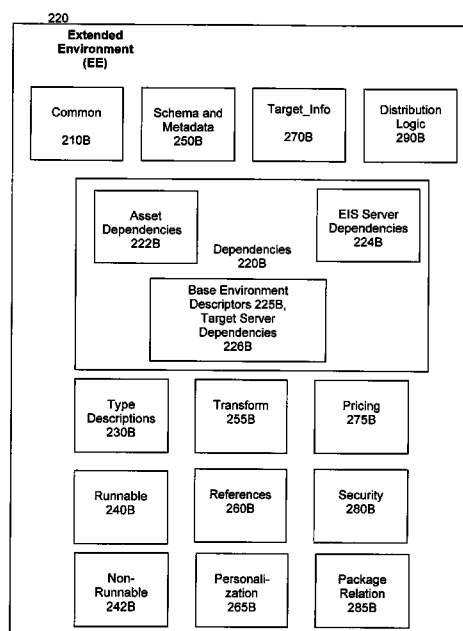 220
Extended
Environment
(EE)
Common
210B
Schema and
Metadata
250B
Target_Info
270B
Distribution
Logic
290B
Asset
Dependencies
222B
EIS Server
Dependencies
224B
Dependencies
220B
Base Environment
Descriptors 225B,
Target Server
Dependencies
226B
Type
Descriptions
230B
Transform
255B
Pricing
275B
Runnable
240B
References
260B
Security
280B
Non-
Runnable
242B
Personali-
zation
265B
Package
Relation
285B